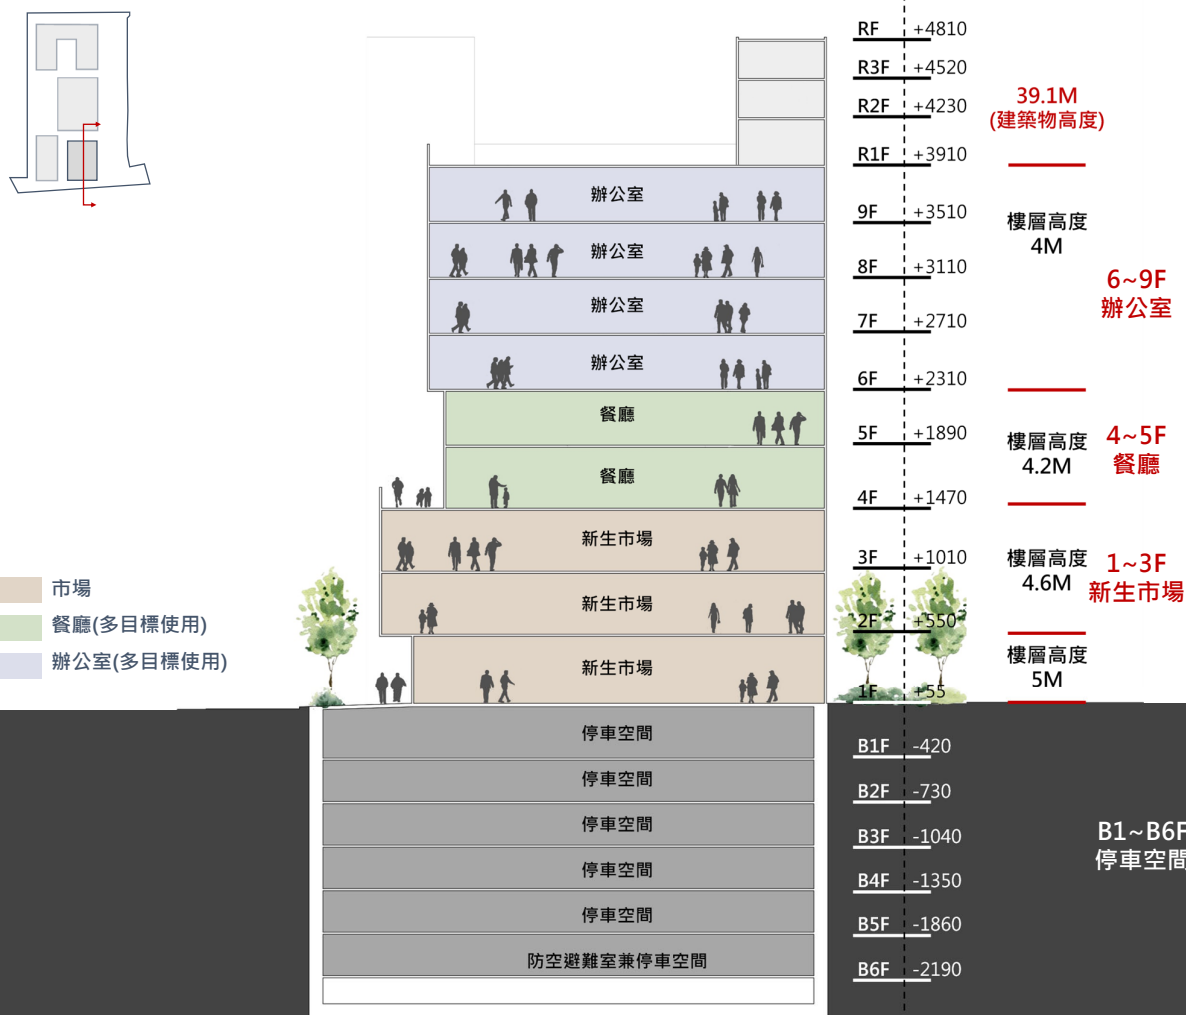 RF +4810
R3F +4520
R2F +4230
R1F +3910
9F +3510
8F +3110
7F +2710
6F +2310
5F +1890
4F +1470
3F +1010
2F +550
1F +55
B1F -420
B2F -730
B3F -1040
B4F -1350
B5F -1860
B6F -2190
39.1M
(建築物高度)
樓層高度
4M
樓層高度
4.2M
樓層高度
4.6M
樓層高度
5M
6~9F
辦公室
4~5F
餐廳
1~3F
新生市場
B1~B6F
停車空間
辦公室
辦公室
辦公室
辦公室
餐廳
餐廳
新生市場
新生市場
新生市場
停車空間
停車空間
停車空間
停車空間
停車空間
防空避難室兼停車空間
市場
餐廳(多目標使用)
辦公室(多目標使用)